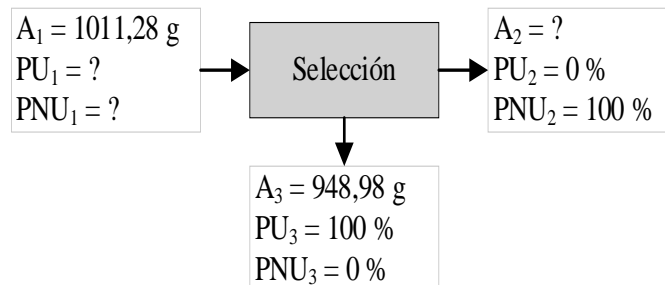 A₁ = 1011,28 g
PU₁ = ?
PNU₁ = ?
Selección
A₂ = ?
PU₂ = 0 %
PNU₂ = 100 %
A₃ = 948,98 g
PU₃ = 100 %
PNU₃ = 0 %